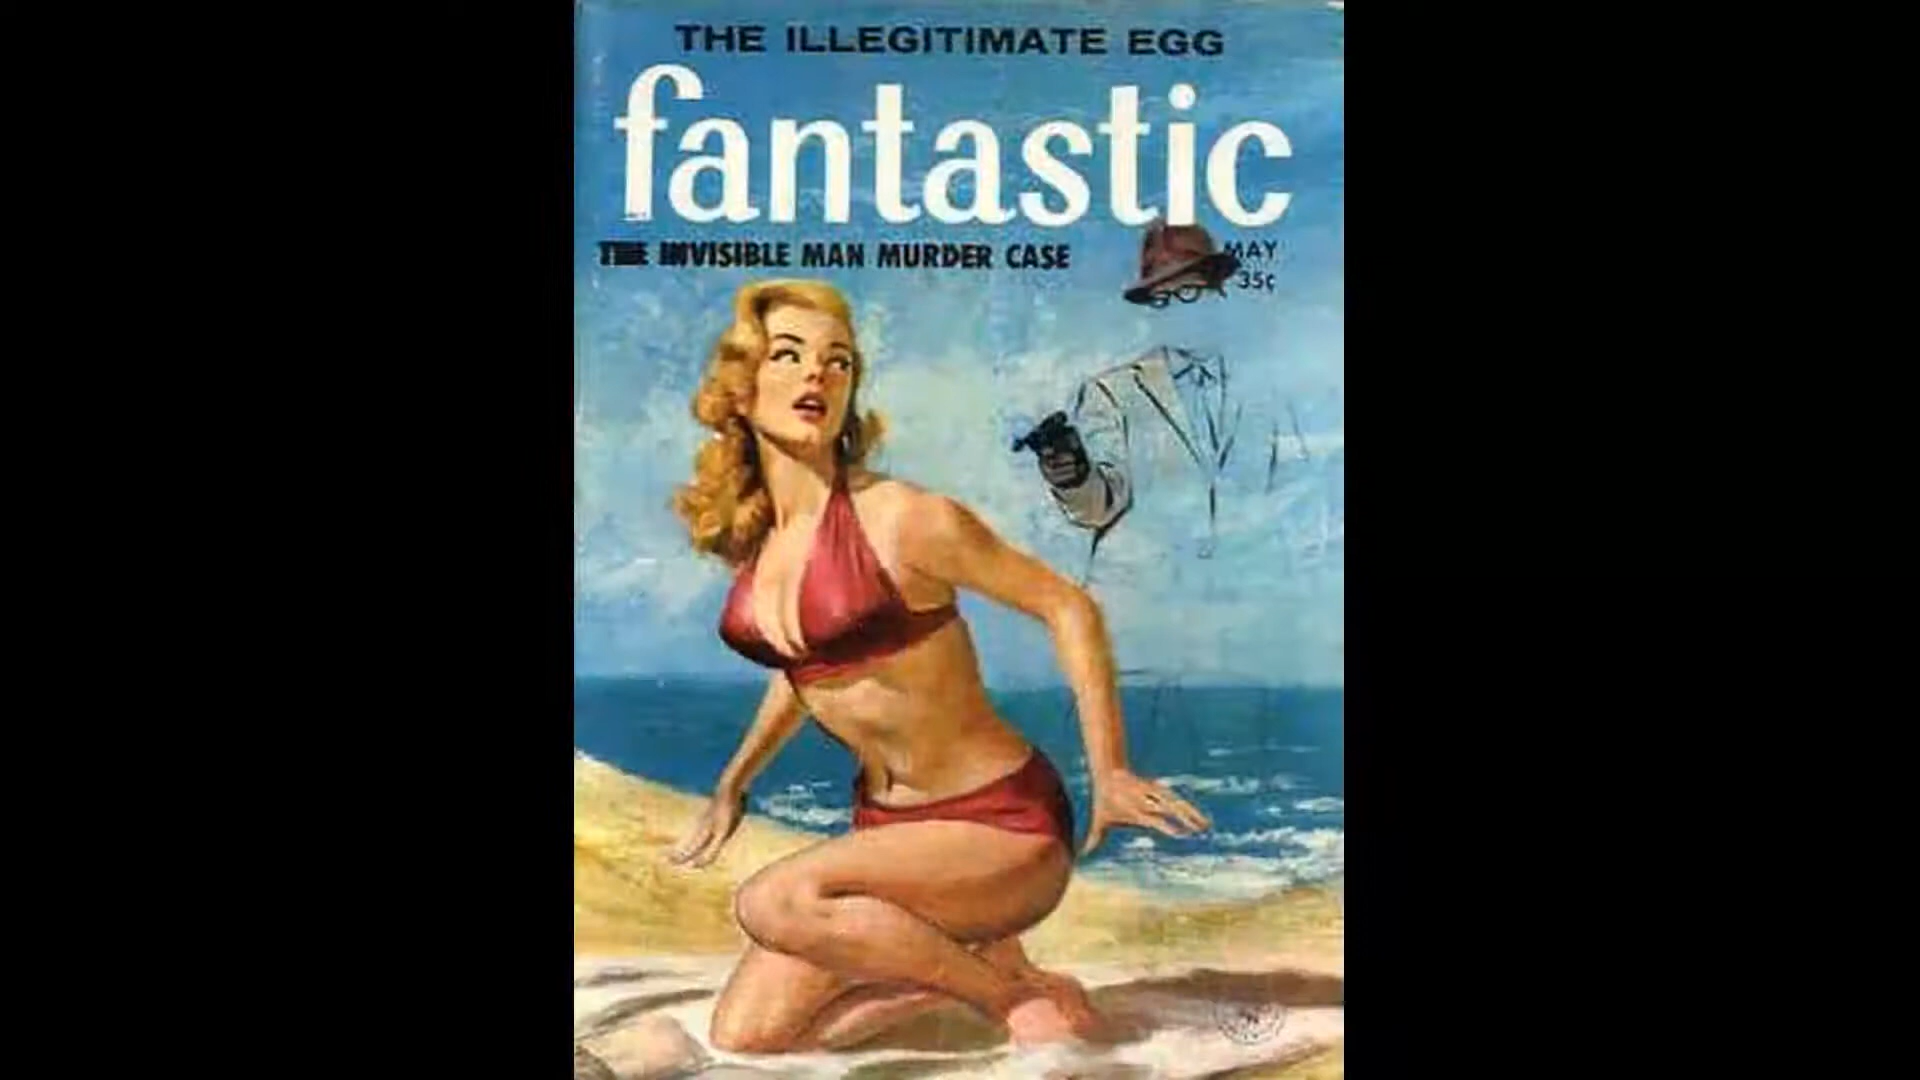 THE ILLEGITIMATE EGG
fantastic
THE INVISIBLE MAN MURDER CASE
MAY
35¢